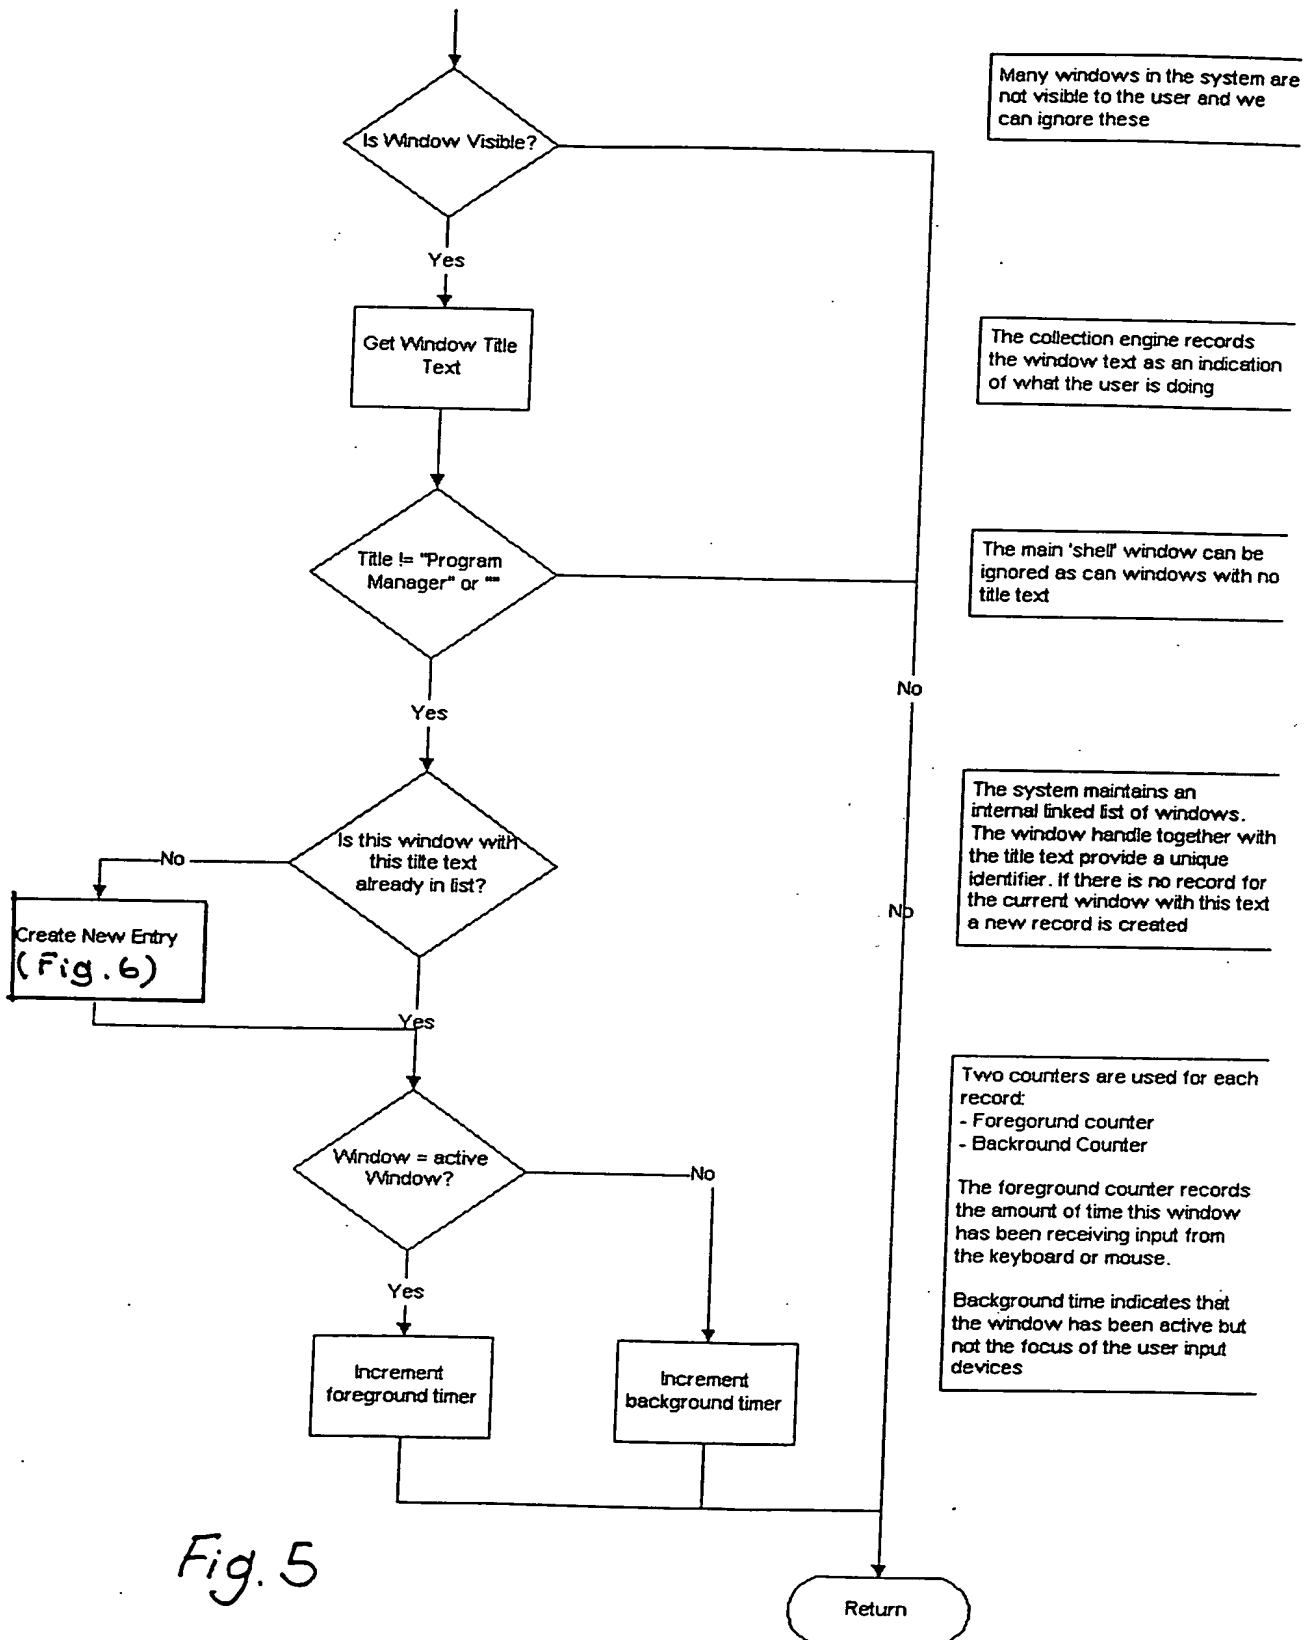 Is Window Visible?
Many windows in the system are
not visible to the user and we
can ignore these
Yes
Get Window Title
Text
The collection engine records
the window text as an indication
of what the user is doing
Title != "Program
Manager" or ""
The main 'shell' window can be
ignored as can windows with no
title text
No
Yes
Is this window with
this title text
already in list?
No
The system maintains an
internal linked list of windows.
The window handle together with
the title text provide a unique
identifier. If there is no record for
the current window with this text
a new record is created
No
Create New Entry
(Fig. 6)
Yes
Window = active
Window?
No
Two counters are used for each
record:
- Foregorund counter
- Backround Counter
The foreground counter records
the amount of time this window
has been receiving input from
the keyboard or mouse.
Background time indicates that
the window has been active but
not the focus of the user input
devices
Yes
Increment
foreground timer
Increment
background timer
Fig. 5
Return